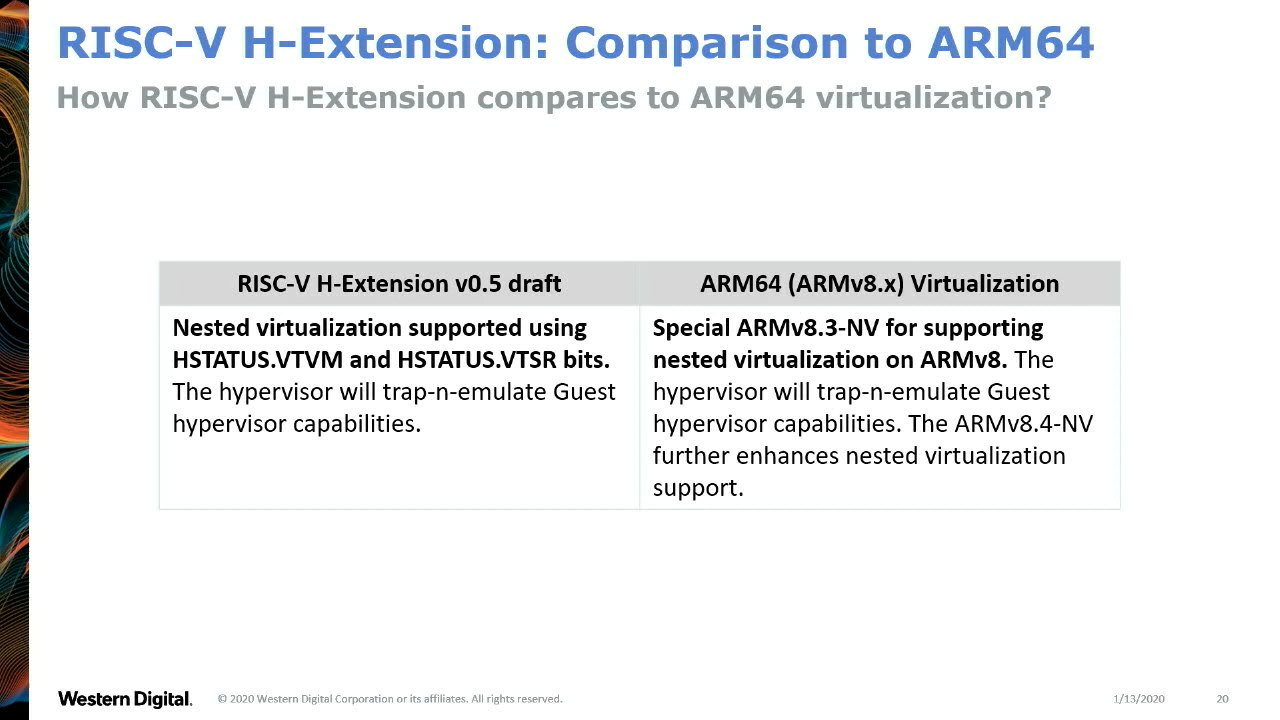 RISC-V H-Extension: Comparison to ARM64
How RISC-V H-Extension compares to ARM64 virtualization?
RISC-V H-Extension v0.5 draft
ARM64 (ARMv8.x) Virtualization
Nested virtualization supported using
HSTATUS.VTVM and HSTATUS.VTSR bits.
The hypervisor will trap-n-emulate Guest
hypervisor capabilities.
Special ARMv8.3-NV for supporting
nested virtualization on ARMv8. The
hypervisor will trap-n-emulate Guest
hypervisor capabilities. The ARMv8.4-NV
further enhances nested virtualization
support.
Western Digital.
© 2020 Western Digital Corporation or its affiliates. All rights reserved.
1/13/2020
20